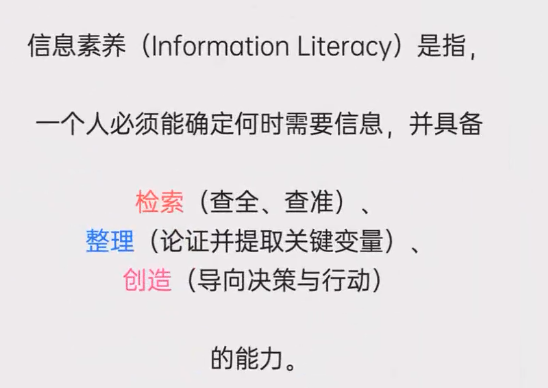 信息素养（Information Literacy）是指，
一个人必须能确定何时需要信息，并具备
检索（查全、查准）、
整理（论证并提取关键变量）、
创造（导向决策与行动）
的能力。